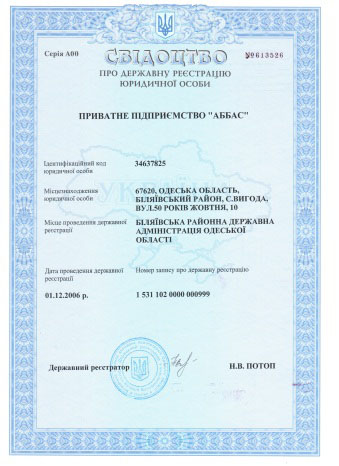 Серія А00
№613526
СВІДОЦТВО
ПРО ДЕРЖАВНУ РЕЄСТРАЦІЮ
ЮРИДИЧНОЇ ОСОБИ
ПРИВАТНЕ ПІДПРИЄМСТВО "АББАС"
Ідентифікаційний код
юридичної особи
34637825
Місцезнаходження
юридичної особи
67620, ОДЕСЬКА ОБЛАСТЬ,
БІЛЯЇВСЬКИЙ РАЙОН, С.ВИГОДА,
ВУЛ.50 РОКІВ ЖОВТНЯ, 10
Місце проведення державної
реєстрації
БІЛЯЇВСЬКА РАЙОННА ДЕРЖАВНА
АДМІНІСТРАЦІЯ ОДЕСЬКОЇ
ОБЛАСТІ
Дата проведення державної
реєстрації
Номер запису про державну реєстрацію
01.12.2006 р.
1 531 102 0000 000999
Державний реєстратор
Н.В. ПОТОП